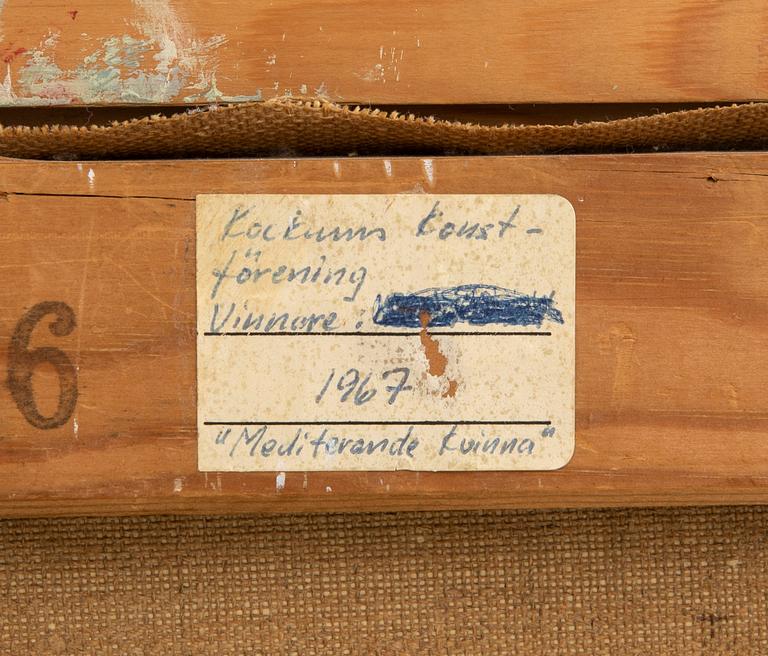 Kockums Konst-
förening
Vinnare :
6
1967
"Mediterande kvinna"